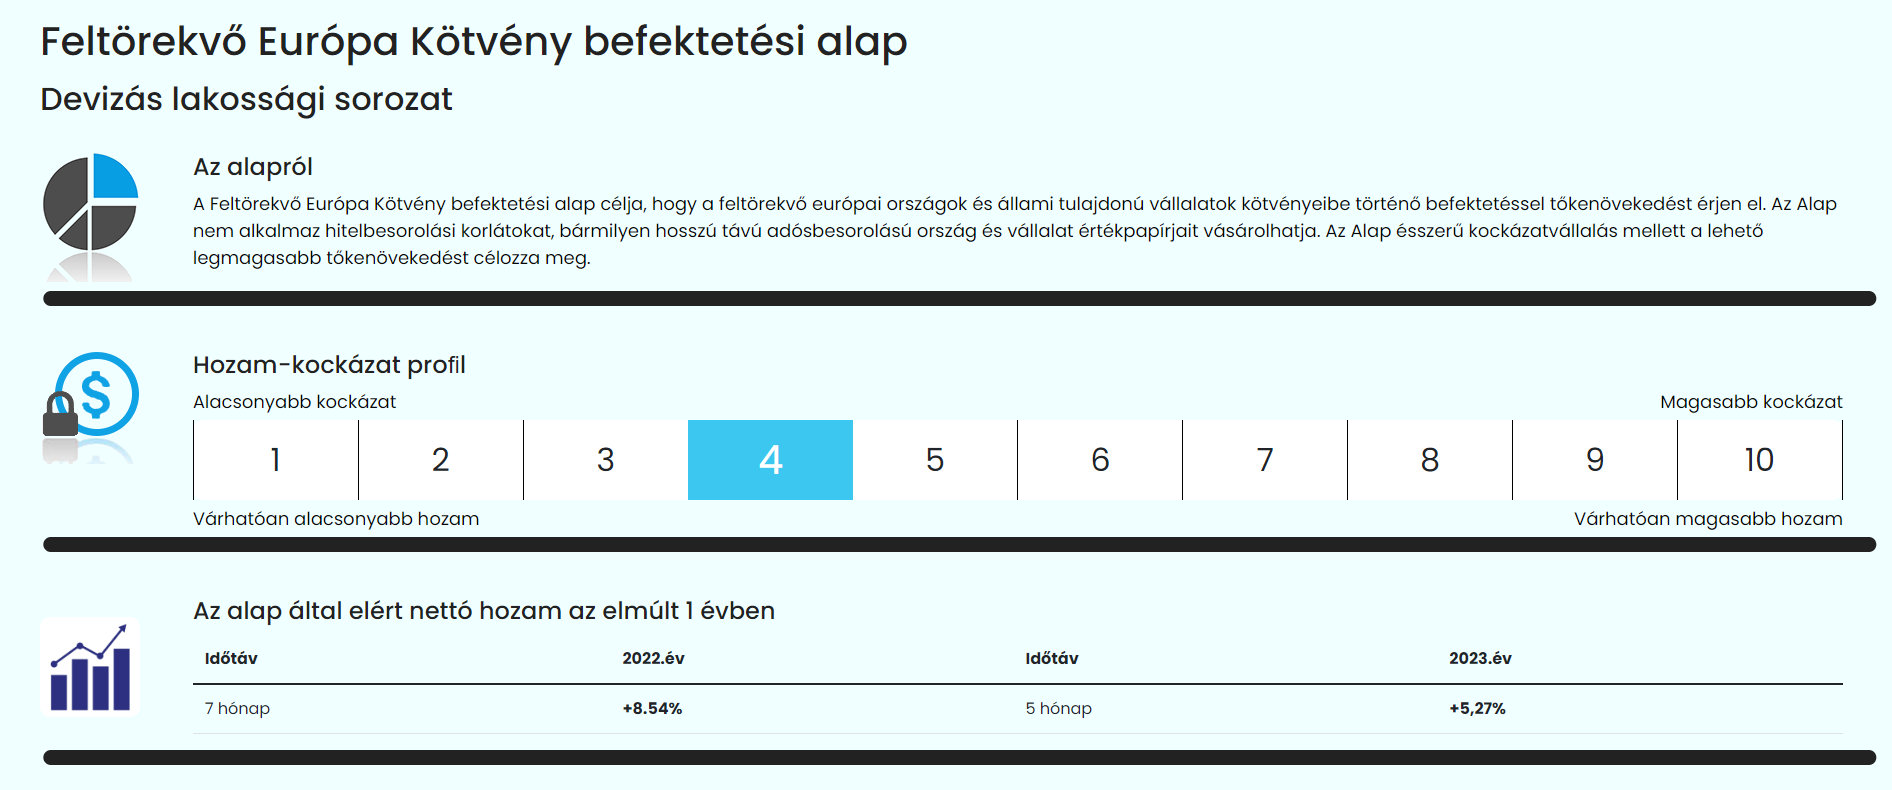 Feltörekvő Európa Kötvény befektetési alap
Devizás lakossági sorozat
Az alapról
A Feltörekvő Európa Kötvény befektetési alap célja, hogy a feltörekvő európai országok és állami tulajdonú vállalatok kötvényeibe történő befektetéssel tőkenövekedést érjen el. Az Alap
nem alkalmaz hitelbesorolási korlátokat, bármilyen hosszú távú adósbesorolású ország és vállalat értékpapírjait vásárolhatja. Az Alap ésszerű kockázatvállalás mellett a lehető
legmagasabb tőkenövekedést célozza meg.
Hozam-kockázat profil
Alacsonyabb kockázat Magasabb kockázat
1 2 3 4 5 6 7 8 9 10
Várhatóan alacsonyabb hozam Várhatóan magasabb hozam
Az alap által elért nettó hozam az elmúlt 1 évben
Időtáv 2022.év Időtáv 2023.év
7 hónap +8.54% 5 hónap +5,27%